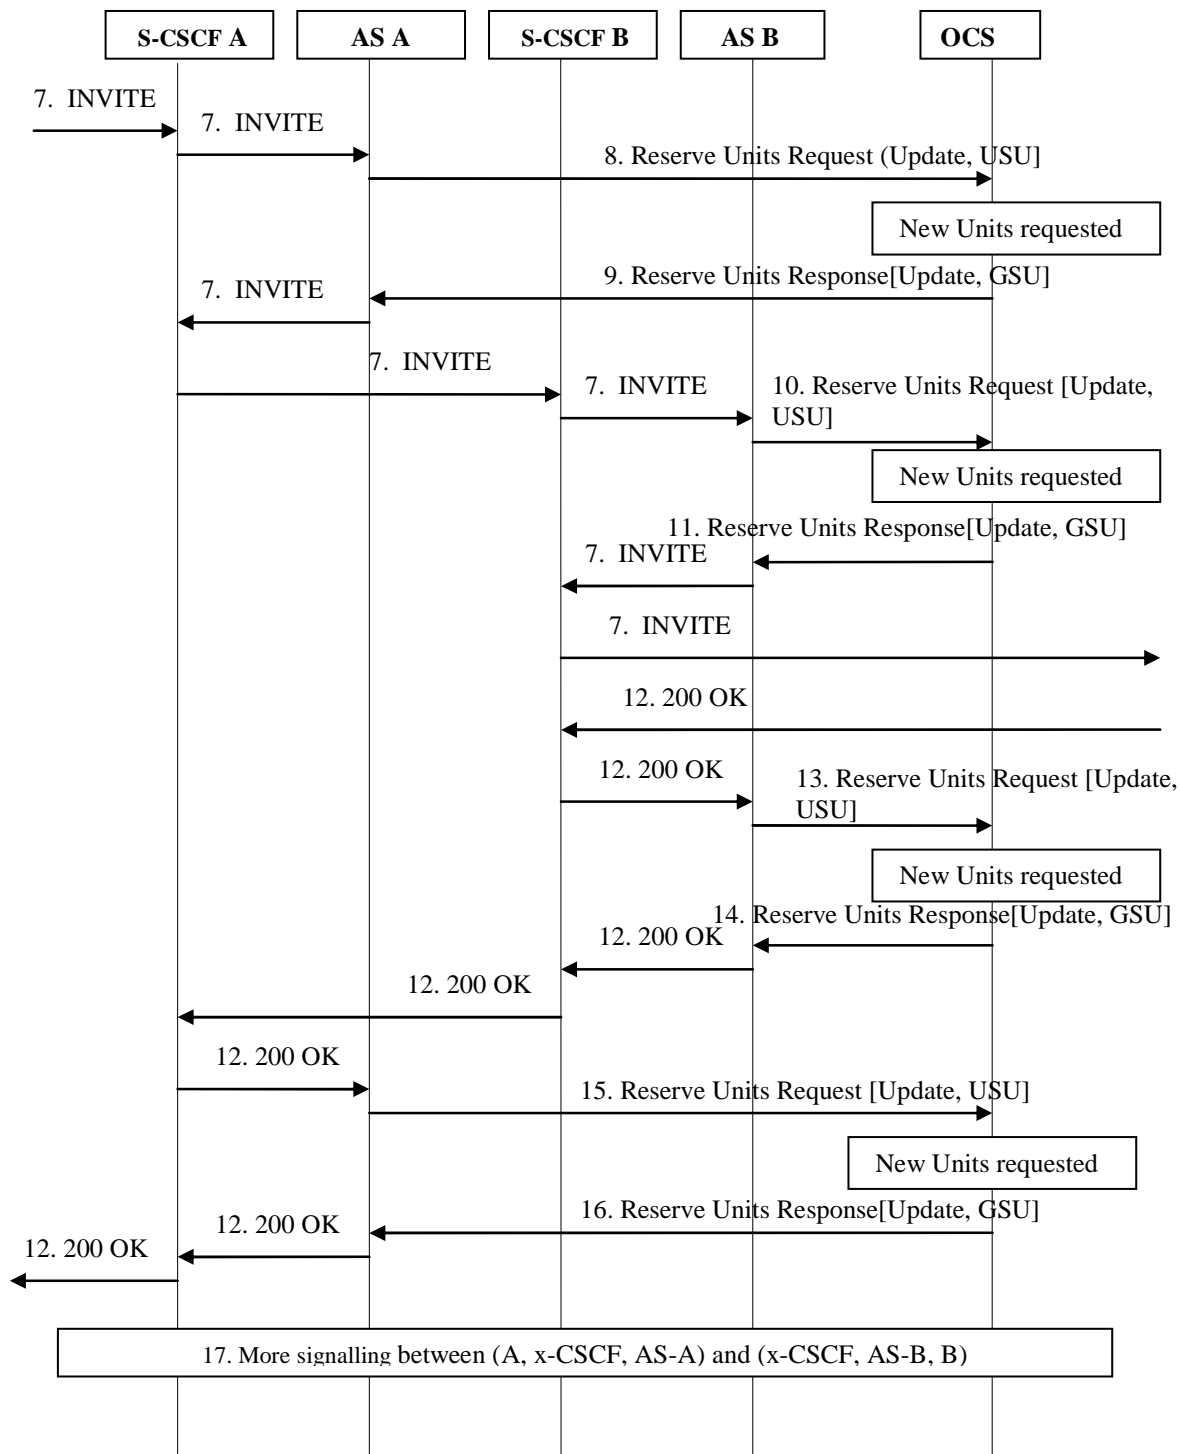 S-CSCF A
AS A
S-CSCF B
AS B
OCS
7. INVITE
7. INVITE
8. Reserve Units Request (Update, USU]
New Units requested
9. Reserve Units Response[Update, GSU]
7. INVITE
7. INVITE
7. INVITE
10. Reserve Units Request [Update,
USU]
New Units requested
11. Reserve Units Response[Update, GSU]
7. INVITE
7. INVITE
12. 200 OK
12. 200 OK
13. Reserve Units Request [Update,
USU]
New Units requested
14. Reserve Units Response[Update, GSU]
12. 200 OK
12. 200 OK
12. 200 OK
15. Reserve Units Request [Update, USU]
New Units requested
16. Reserve Units Response[Update, GSU]
12. 200 OK
12. 200 OK
17. More signalling between (A, x-CSCF, AS-A) and (x-CSCF, AS-B, B)